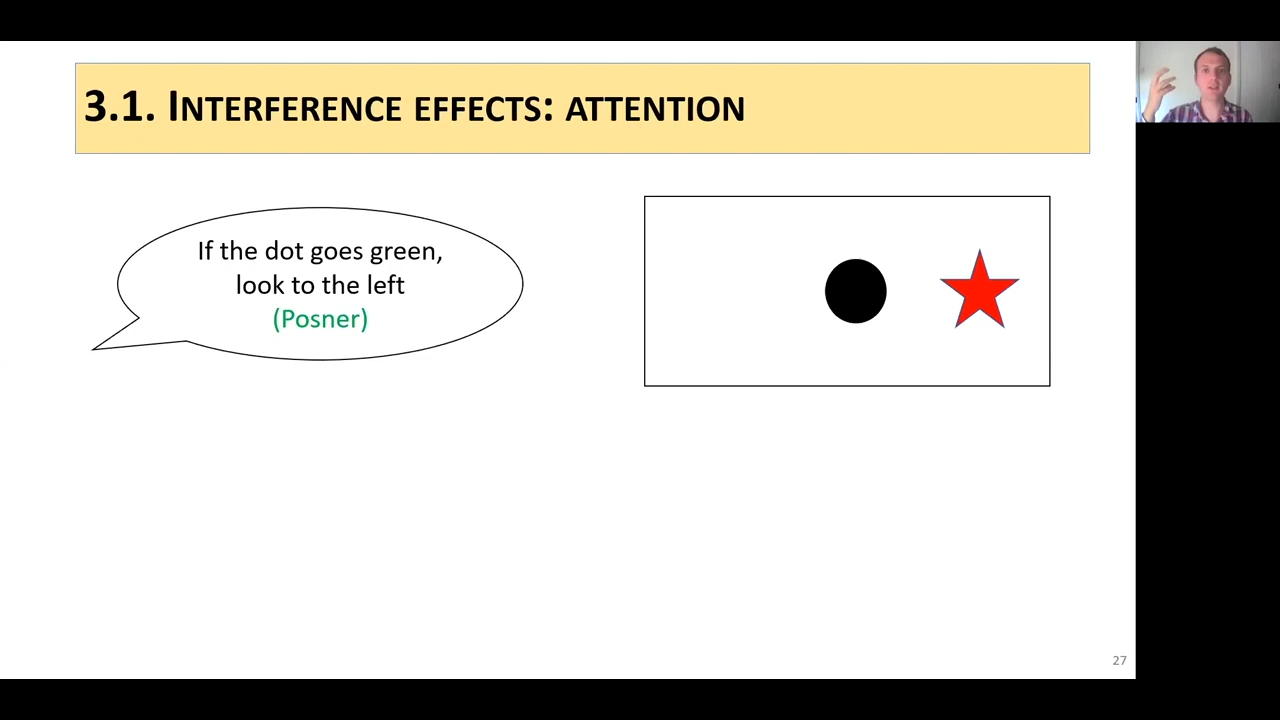 3.1. Interference effects: attention
If the dot goes green,
look to the left
(Posner)
27